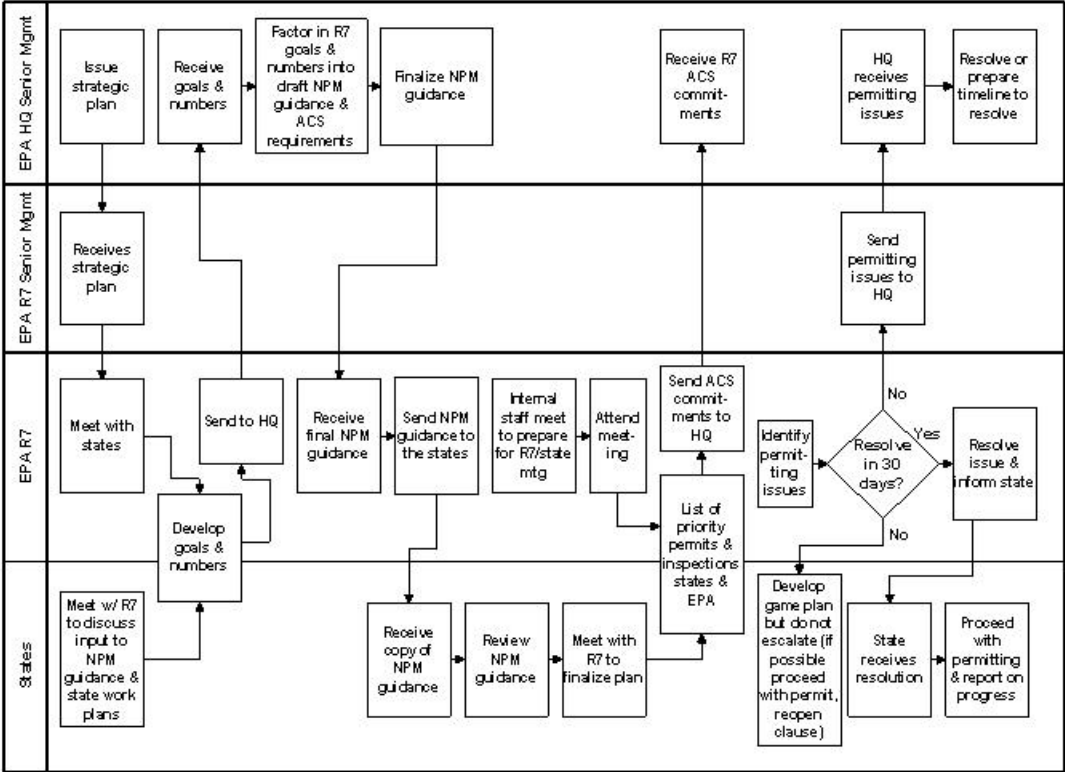 EPA HQ Senior Mgmt
Issue
strategic
plan
Receive
goals &
numbers
Factor in R7
goals &
numbers into
draft NPM
guidance &
ACS
requirements
Finalize NPM
guidance
Receive R7
ACS
commit-
ments
HQ
receives
permitting
issues
Resolve or
prepare
timeline to
resolve
EPA R7 Senior Mgmt
Receives
strategic
plan
Send
permitting
issues to
HQ
EPA R7
Meet with
states
Send to HQ
Develop
goals &
numbers
Receive
final NPM
guidance
Send NPM
guidance to
the states
Internal
staff meet
to prepare
for R7/state
mtg
Attend
meet-
ing
Send ACS
commit-
ments to
HQ
List of
priority
permits &
inspections
states &
EPA
Identify
permit-
ting
issues
Resolve
in 30
days?
No
Yes
No
Resolve
issue &
inform state
States
Meet w/ R7
to discuss
input to
NPM
guidance &
state work
plans
Receive
copy of
NPM
guidance
Review
NPM
guidance
Meet with
R7 to
finalize plan
Develop
game plan
but do not
escalate (if
possible
proceed
with permit,
reopen
clause)
State
receives
resolution
Proceed
with
permitting
& report on
progress